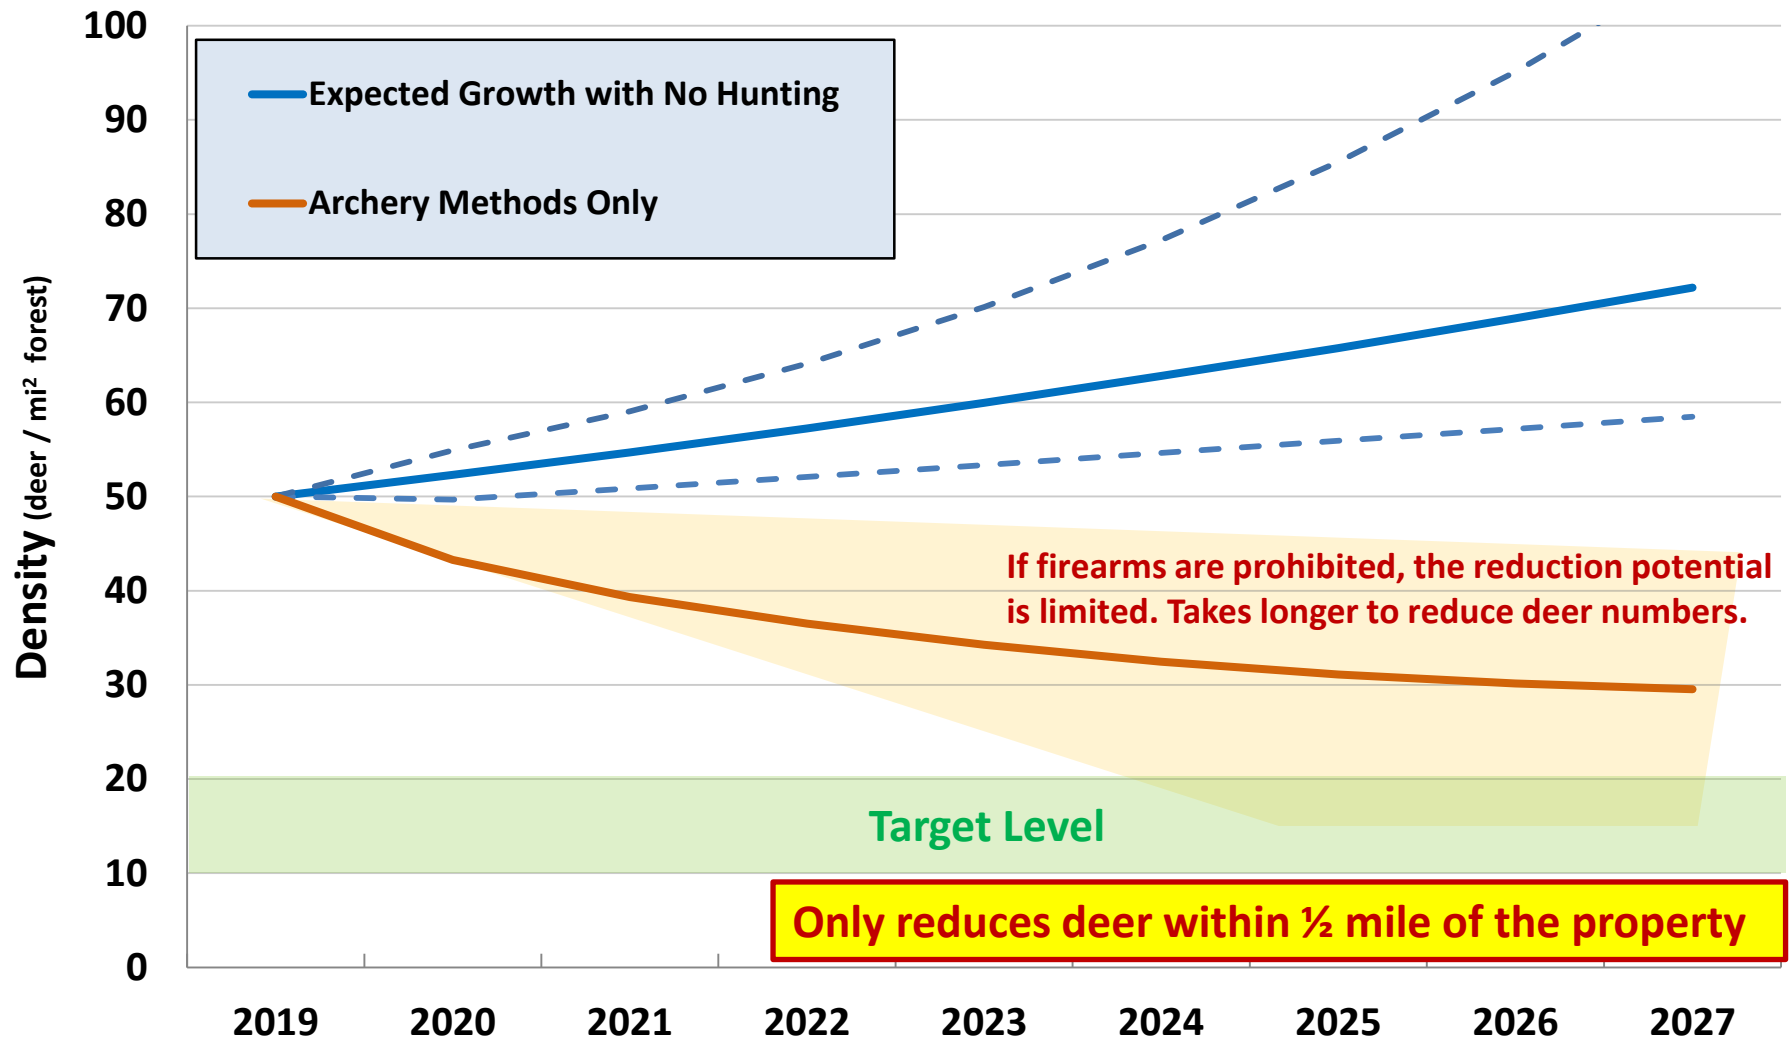 Density (deer / mi² forest)
100
90
80
70
60
50
40
30
20
10
0
Expected Growth with No Hunting
Archery Methods Only
If firearms are prohibited, the reduction potential
is limited. Takes longer to reduce deer numbers.
Target Level
Only reduces deer within ½ mile of the property
2019 2020 2021 2022 2023 2024 2025 2026 2027